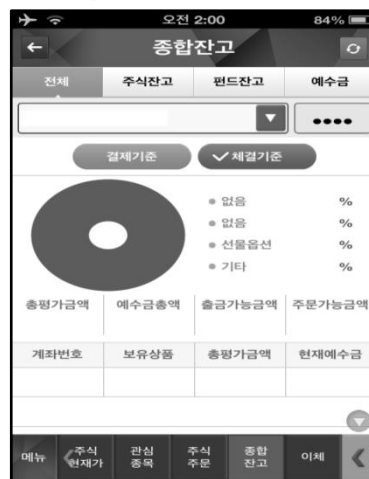 오전 2:00 84%
종합잔고
전체 주식잔고 펀드잔고 예수금
결제기준 체결기준
없음 %
없음 %
선물옵션 %
기타 %
총평가금액 예수금총액 출금가능금액 주문가능금액
계좌번호 보유상품 총평가금액 현재예수금
메뉴 주식 현재가 관심 종목 주식 주문 종합 잔고 이체